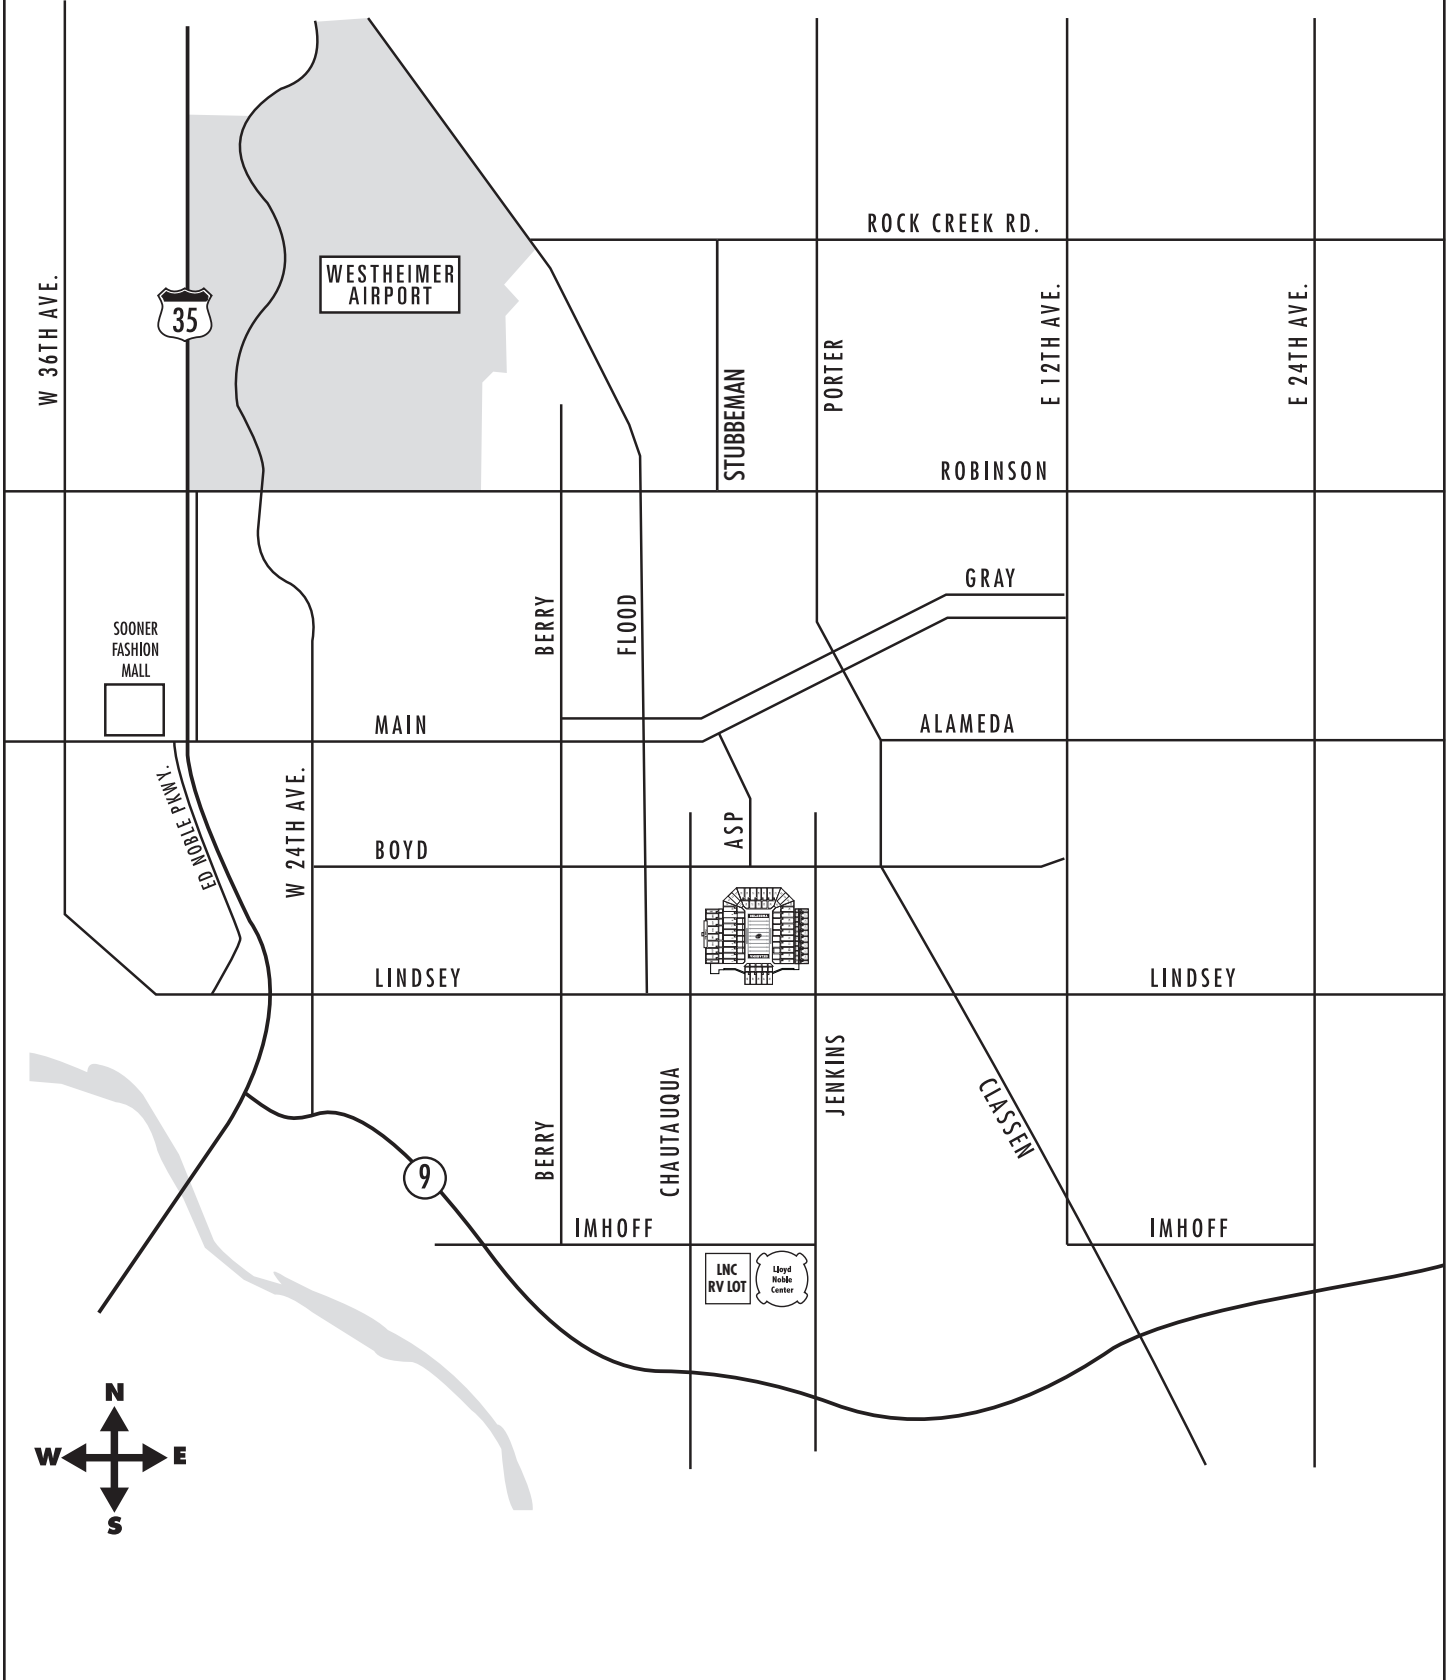 ROCK CREEK RD.
WESTHEIMER
AIRPORT
W 36TH AVE.
35
STUBBEMAN
PORTER
E 12TH AVE.
E 24TH AVE.
ROBINSON
GRAY
BERRY
FLOOD
SOONER
FASHION
MALL
MAIN
ALAMEDA
ED NOBLE PKWY.
W 24TH AVE.
ASP
BOYD
LINDSEY
LINDSEY
JENKINS
CHAUTAUQUA
BERRY
CLASSEN
9
IMHOFF
IMHOFF
LNC
RV LOT
Lloyd
Noble
Center
N
W
E
S